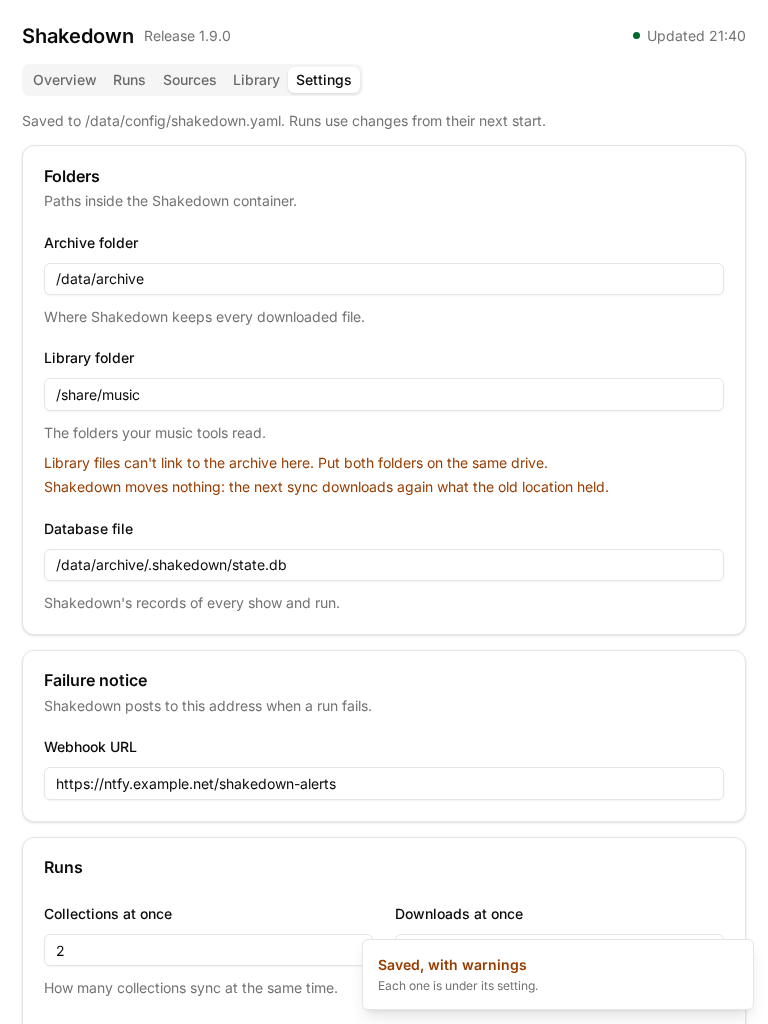 Shakedown Release 1.9.0 Updated 21:40
Overview Runs Sources Library Settings
Saved to /data/config/shakedown.yaml. Runs use changes from their next start.
Folders
Paths inside the Shakedown container.
Archive folder
/data/archive
Where Shakedown keeps every downloaded file.
Library folder
/share/music
The folders your music tools read.
Library files can't link to the archive here. Put both folders on the same drive.
Shakedown moves nothing: the next sync downloads again what the old location held.
Database file
/data/archive/.shakedown/state.db
Shakedown's records of every show and run.
Failure notice
Shakedown posts to this address when a run fails.
Webhook URL
https://ntfy.example.net/shakedown-alerts
Runs
Collections at once Downloads at once
2
How many collections sync at the same time.
Saved, with warnings
Each one is under its setting.